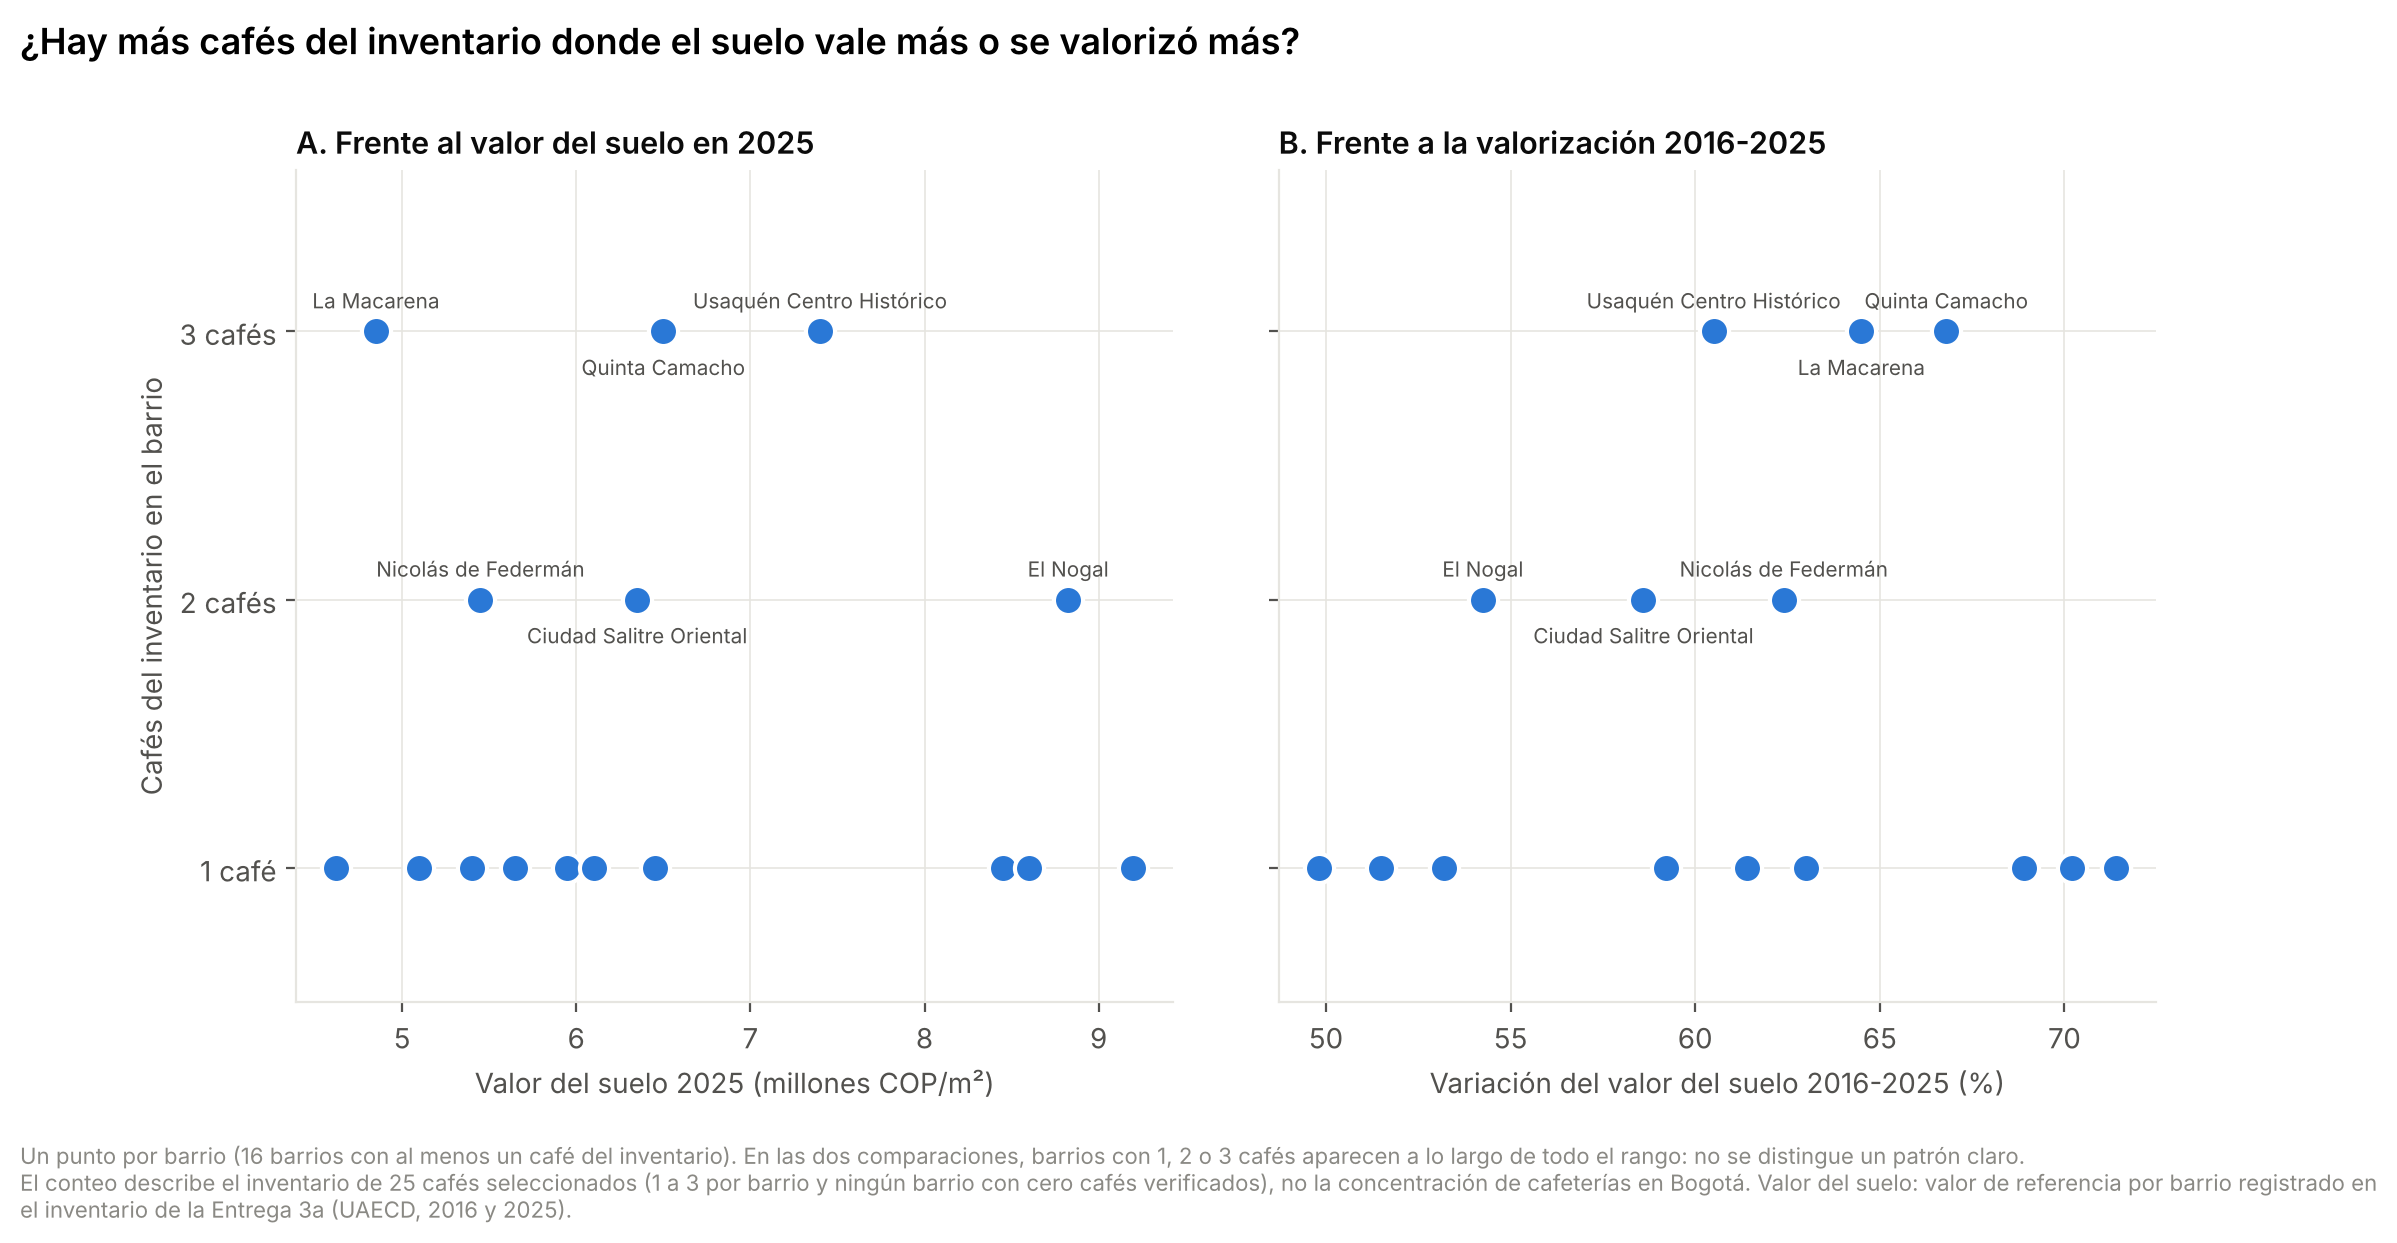 ¿Hay más cafés del inventario donde el suelo vale más o se valorizó más?
A. Frente al valor del suelo en 2025
La Macarena
Usaquén Centro Histórico
3 cafés
Quinta Camacho
Nicolás de Federmán
El Nogal
2 cafés
Ciudad Salitre Oriental
1 café
Cafés del inventario en el barrio
5 6 7 8 9
Valor del suelo 2025 (millones COP/m²)
B. Frente a la valorización 2016-2025
Usaquén Centro Histórico
Quinta Camacho
La Macarena
El Nogal
Nicolás de Federmán
Ciudad Salitre Oriental
50 55 60 65 70
Variación del valor del suelo 2016-2025 (%)
Un punto por barrio (16 barrios con al menos un café del inventario). En las dos comparaciones, barrios con 1, 2 o 3 cafés aparecen a lo largo de todo el rango: no se distingue un patrón claro.
El conteo describe el inventario de 25 cafés seleccionados (1 a 3 por barrio y ningún barrio con cero cafés verificados), no la concentración de cafeterías en Bogotá. Valor del suelo: valor de referencia por barrio registrado en
el inventario de la Entrega 3a (UAECD, 2016 y 2025).